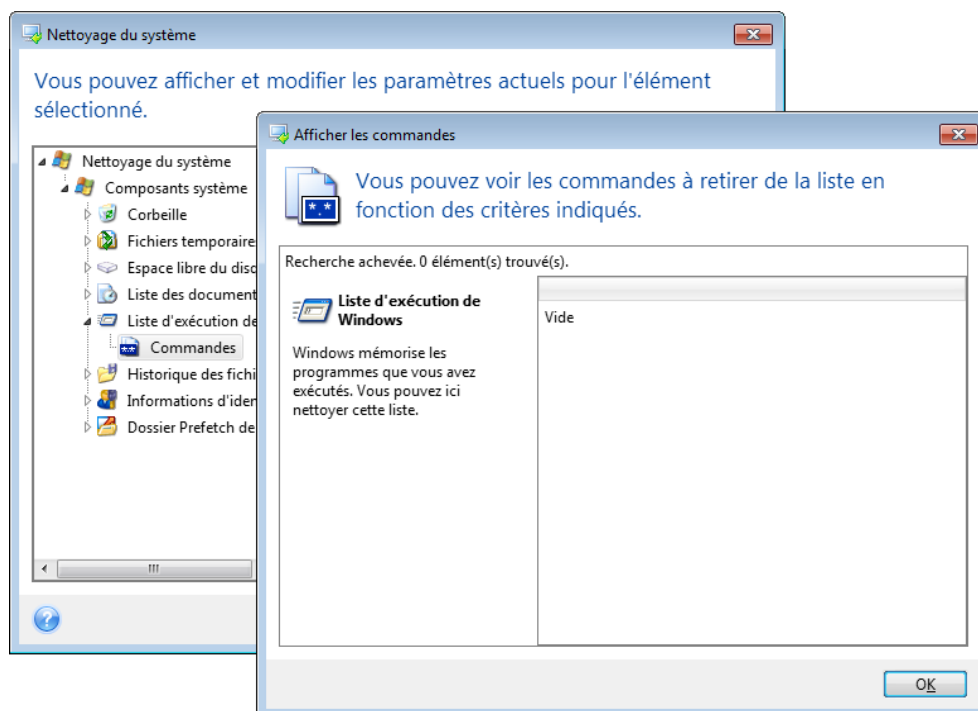 Nettoyage du système
Vous pouvez afficher et modifier les paramètres actuels pour l'élément
sélectionné.
Nettoyage du système
Composants système
Corbeille
Fichiers temporaire
Espace libre du disq
Liste des document
Liste d'exécution de
Commandes
Historique des fichi
Informations d'iden
Dossier Prefetch de
Afficher les commandes
Vous pouvez voir les commandes à retirer de la liste en
fonction des critères indiqués.
Recherche achevée. 0 élément(s) trouvé(s).
Liste d'exécution de
Windows
Windows mémorise les
programmes que vous avez
exécutés. Vous pouvez ici
nettoyer cette liste.
Vide
OK